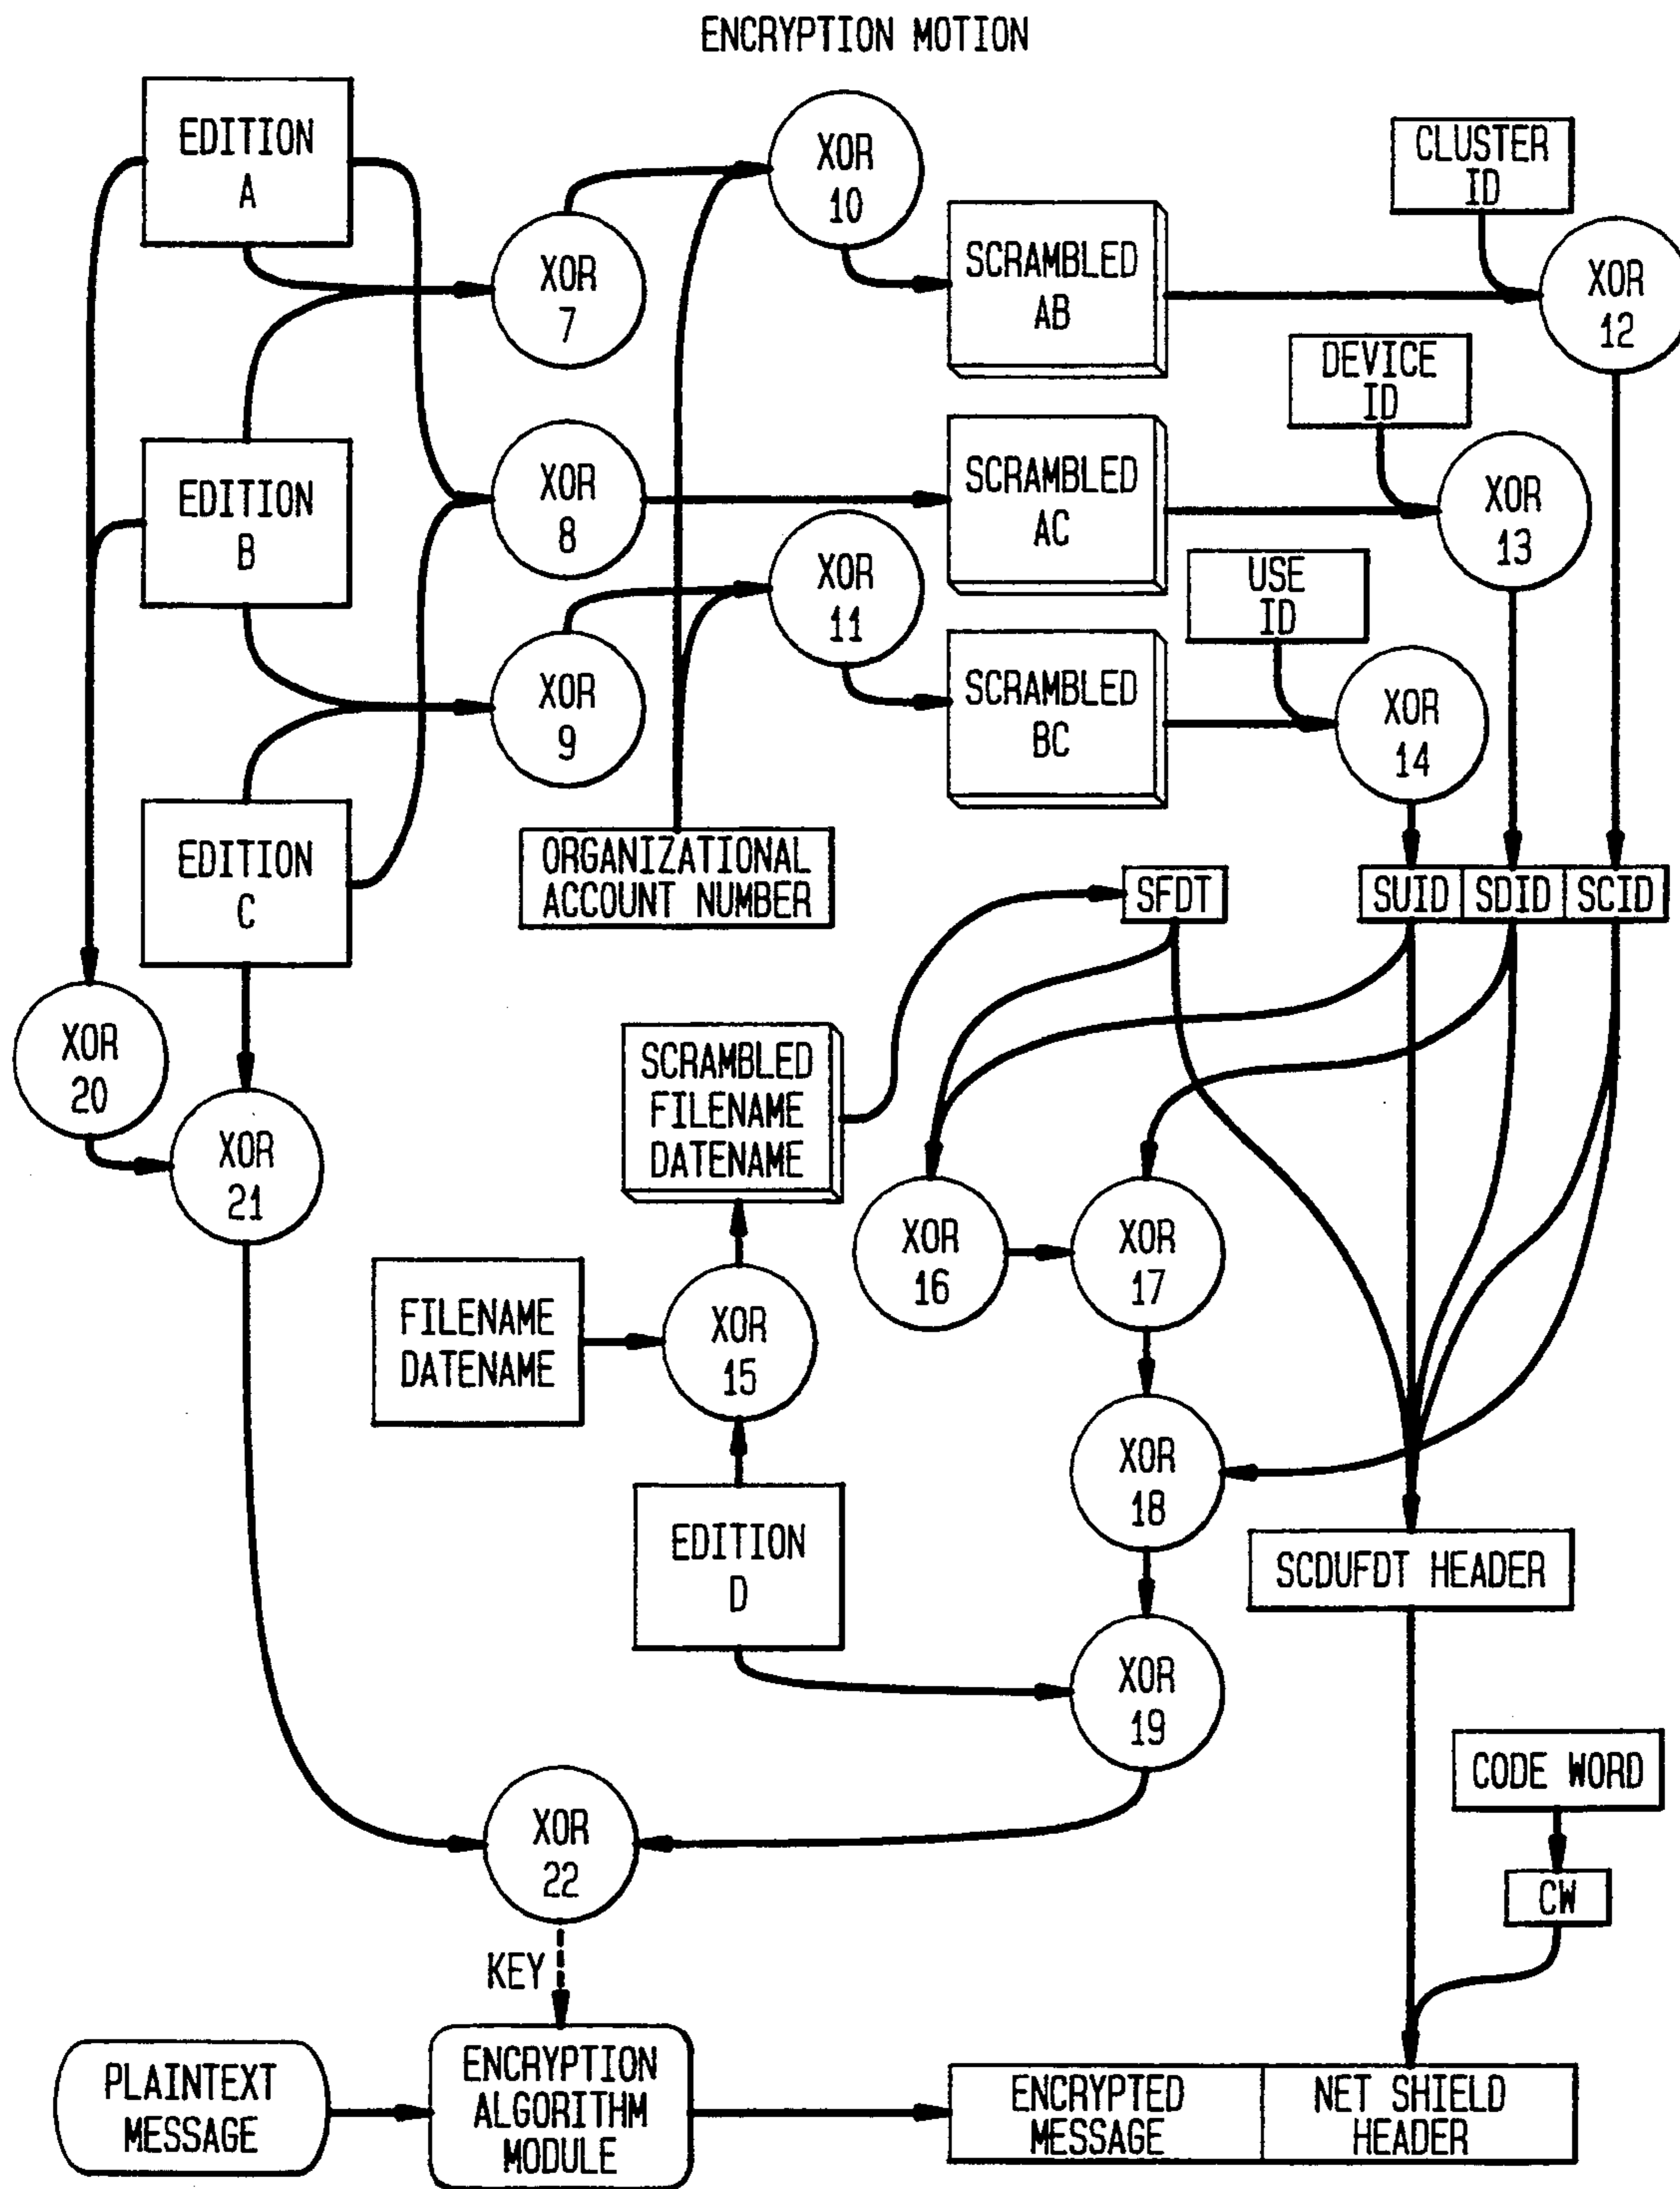 ENCRYPTION MOTION
EDITION
A
XOR
10
CLUSTER
ID
XOR
7
SCRAMBLED
AB
XOR
12
DEVICE
ID
EDITION
B
XOR
8
SCRAMBLED
AC
XOR
13
XOR
11
USE
ID
XOR
9
SCRAMBLED
BC
XOR
14
EDITION
C
ORGANIZATIONAL
ACCOUNT NUMBER
SFDT
SUID
SDID
SCID
XOR
20
SCRAMBLED
FILENAME
DATENAME
XOR
21
XOR
16
XOR
17
FILENAME
DATENAME
XOR
15
XOR
18
EDITION
D
SCDUFDT HEADER
XOR
19
CODE WORD
XOR
22
CW
KEY
PLAINTEXT
MESSAGE
ENCRYPTION
ALGORITHM
MODULE
ENCRYPTED
MESSAGE
NET SHIELD
HEADER